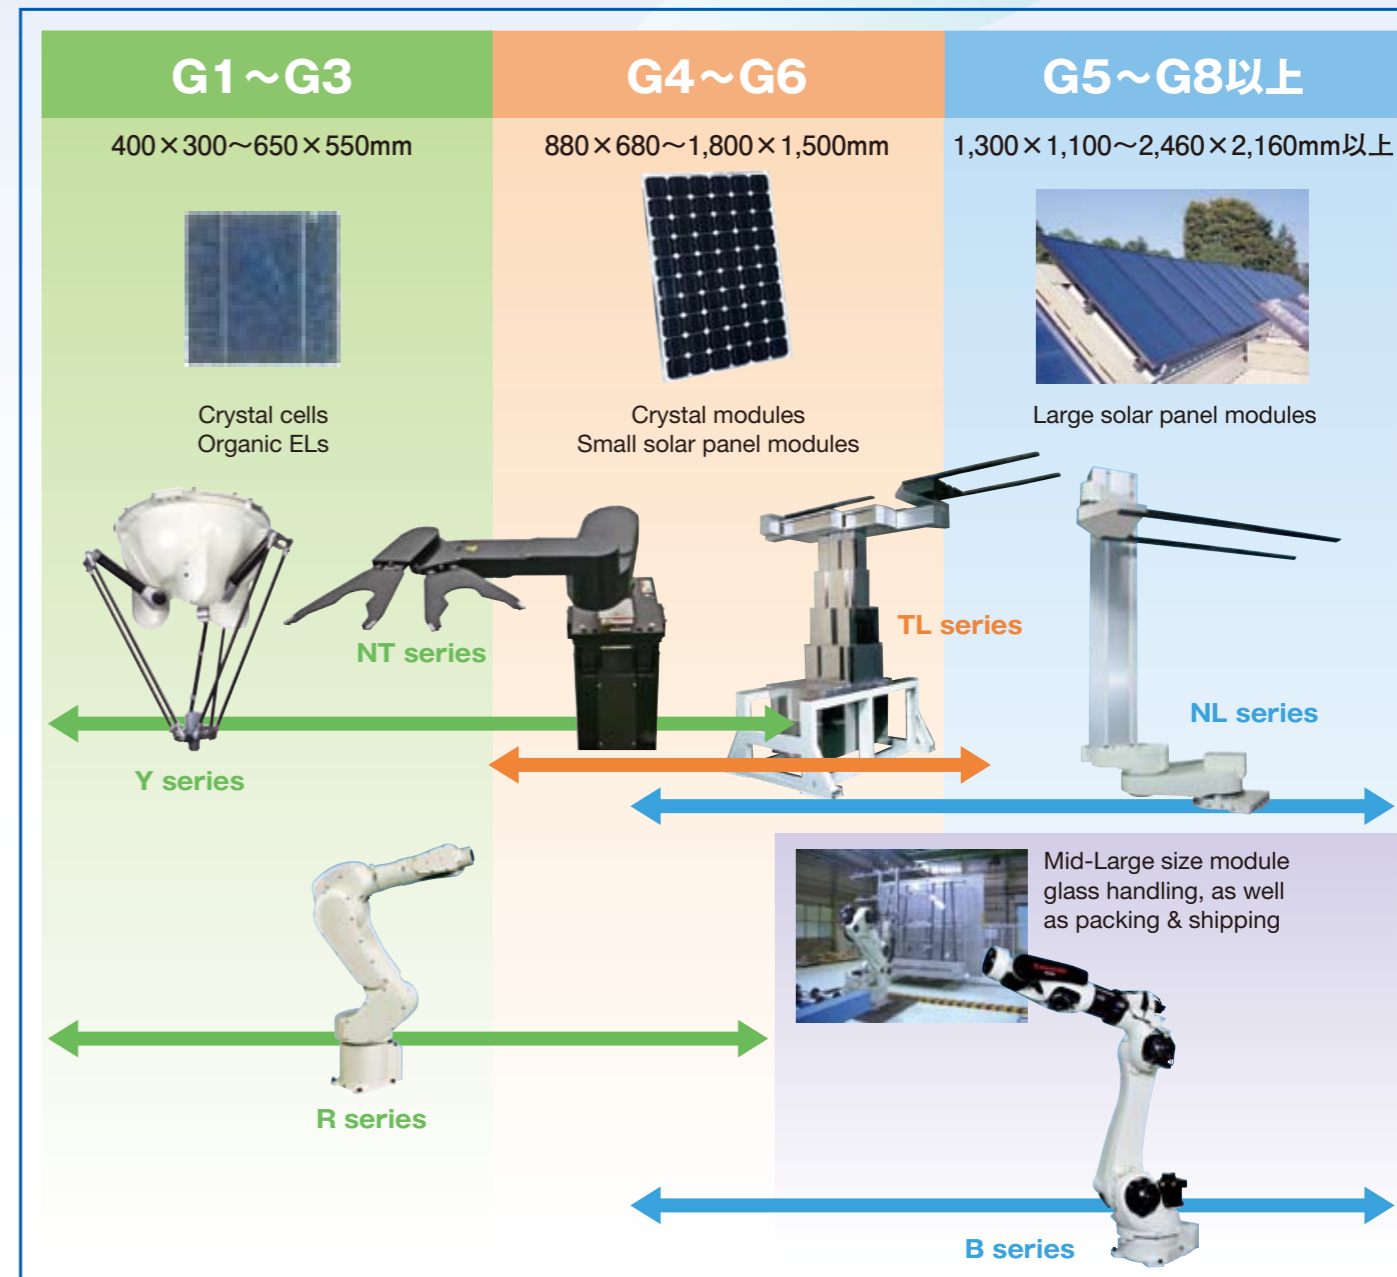 G1～G3
G4～G6
G5～G8以上
400×300～650×550mm
880×680～1,800×1,500mm
1,300×1,100～2,460×2,160mm以上
Crystal cells
Organic ELs
Crystal modules
Small solar panel modules
Large solar panel modules
NT series
TL series
NL series
Y series
Mid-Large size module
glass handling, as well
as packing & shipping
R series
B series